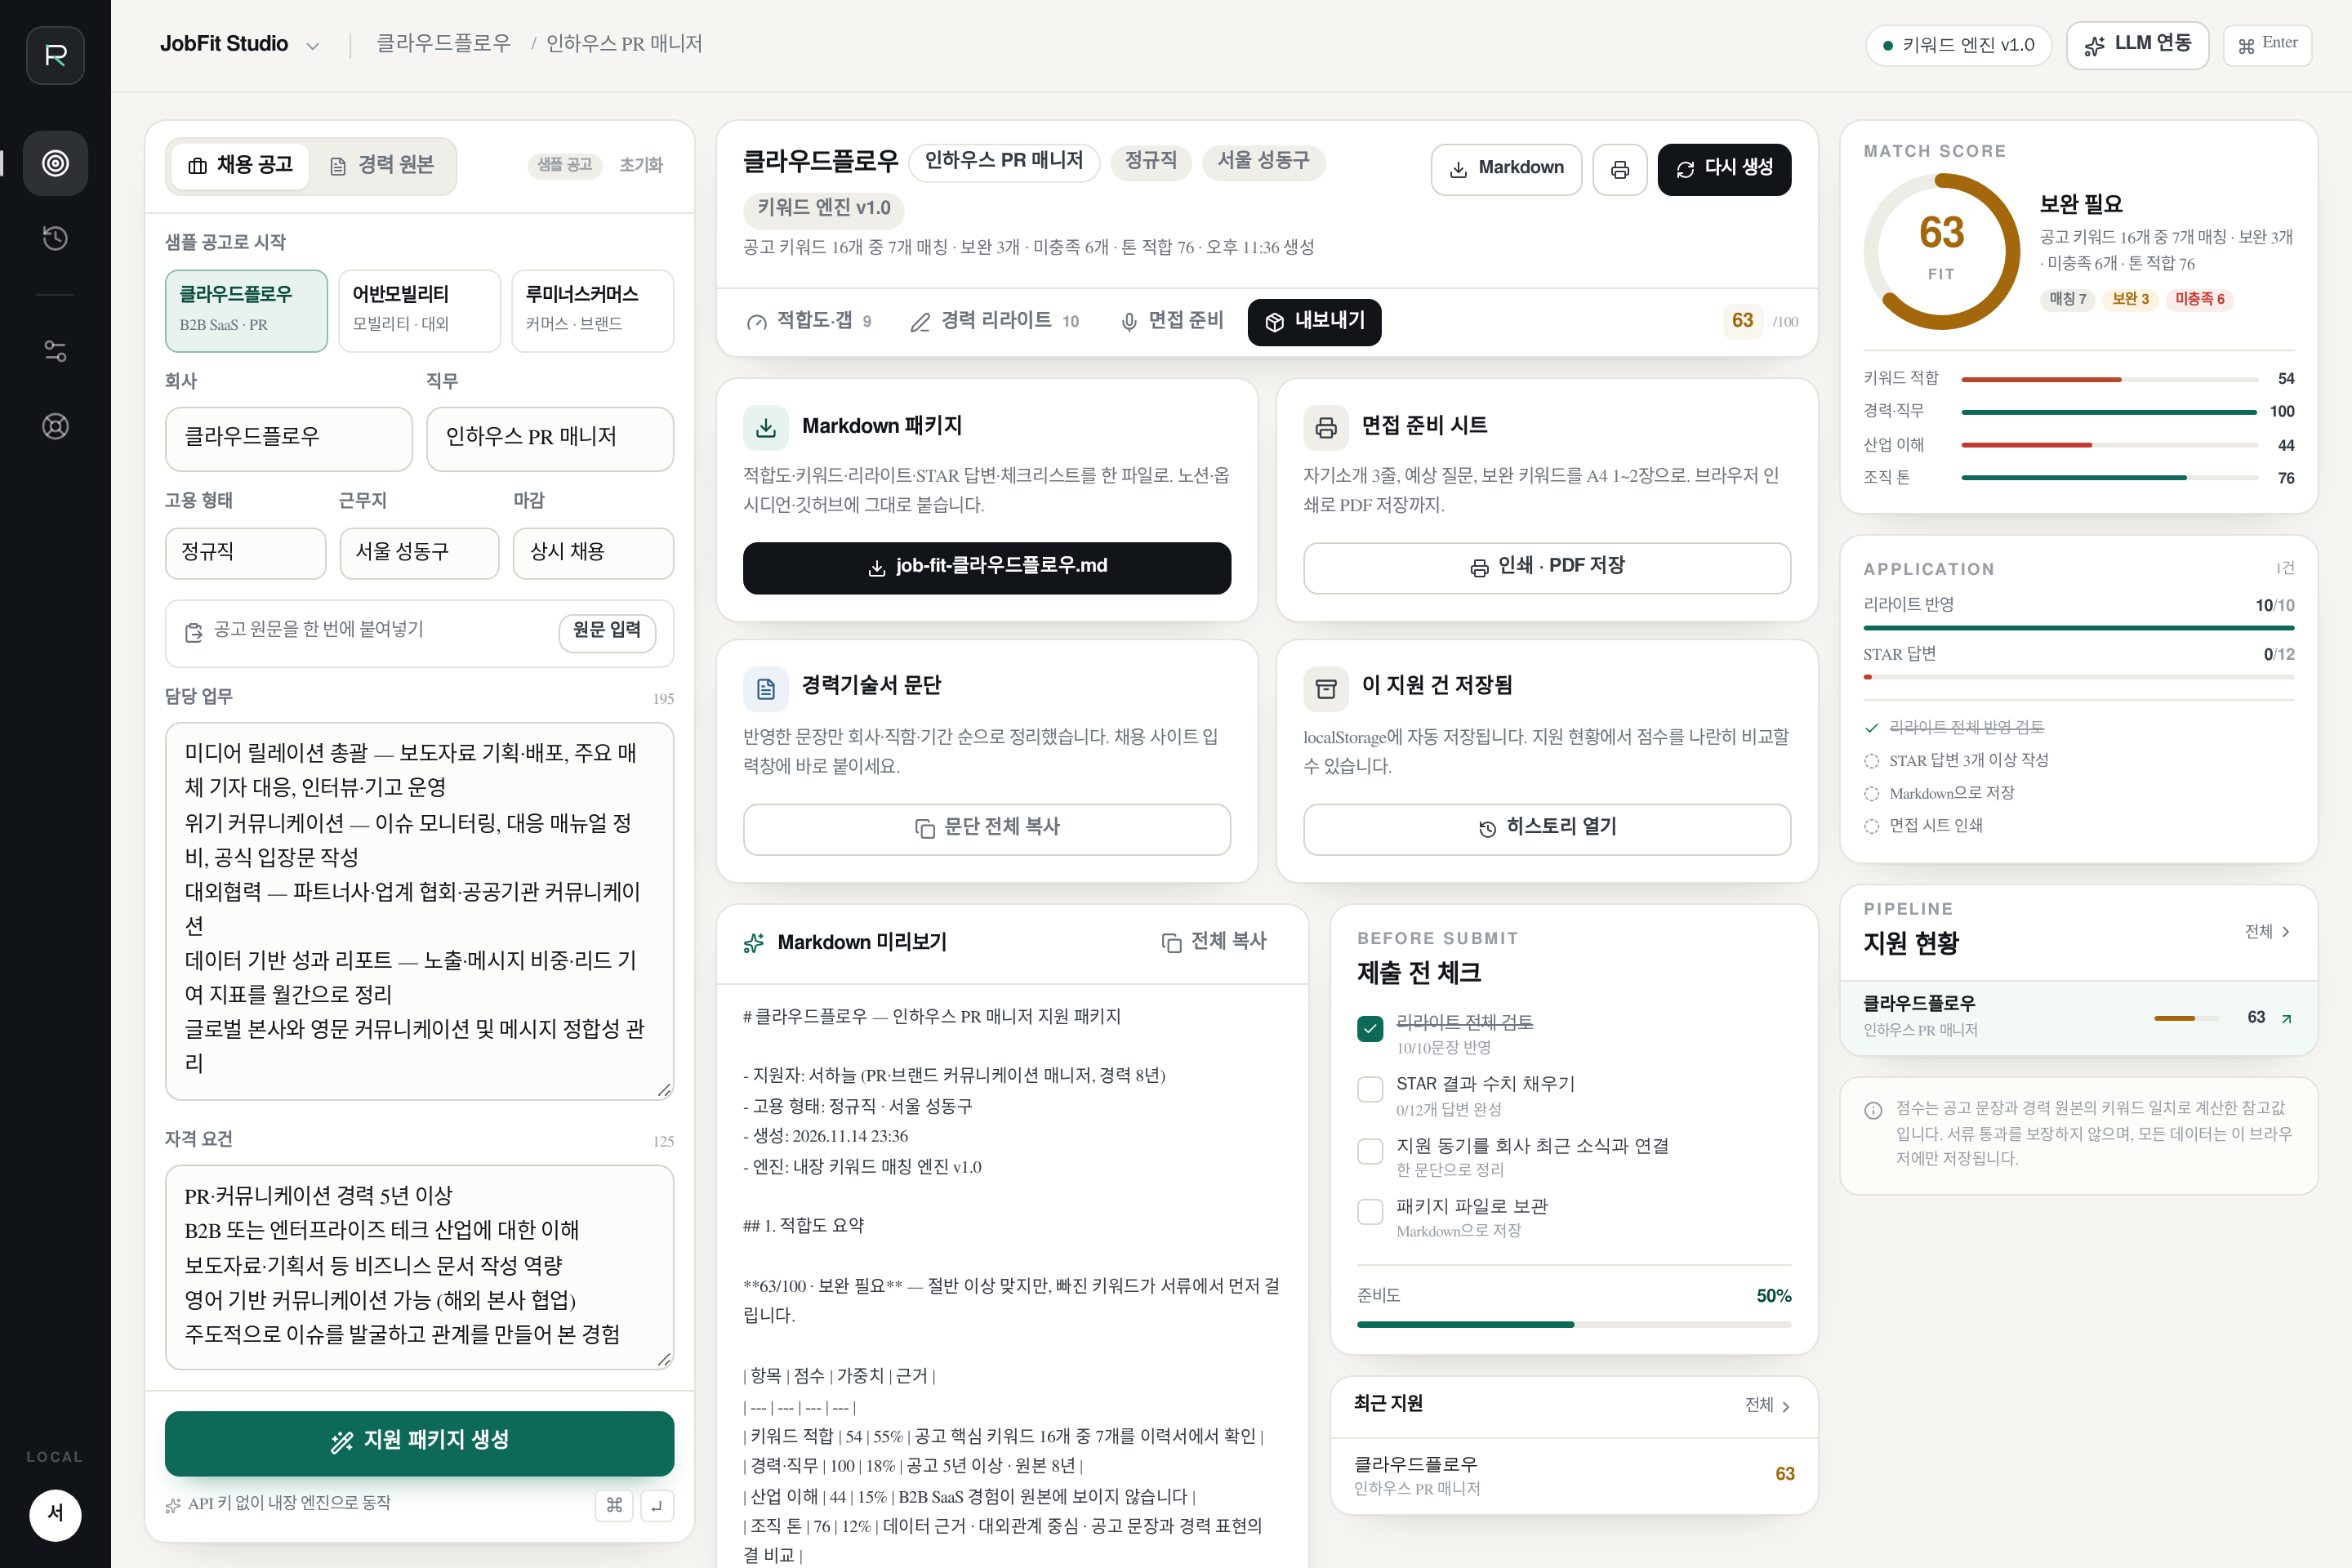 JobFit Studio
클라우드플로우 / 인하우스 PR 매니저
키워드 엔진 v1.0
LLM 연동
⌘ Enter
채용 공고
경력 원본
샘플 공고
초기화
샘플 공고로 시작
클라우드플로우
B2B SaaS · PR
어반모빌리티
모빌리티 · 대외
루미너스커머스
커머스 · 브랜드
회사
직무
클라우드플로우
인하우스 PR 매니저
고용 형태
근무지
마감
정규직
서울 성동구
상시 채용
공고 원문을 한 번에 붙여넣기
원문 입력
담당 업무
195
미디어 릴레이션 총괄 — 보도자료 기획·배포, 주요 매
체 기자 대응, 인터뷰·기고 운영
위기 커뮤니케이션 — 이슈 모니터링, 대응 매뉴얼 정
비, 공식 입장문 작성
대외협력 — 파트너사·업계 협회·공공기관 커뮤니케이
션
데이터 기반 성과 리포트 — 노출·메시지 비중·리드 기
여 지표를 월간으로 정리
글로벌 본사와 영문 커뮤니케이션 및 메시지 정합성 관
리
자격 요건
125
PR·커뮤니케이션 경력 5년 이상
B2B 또는 엔터프라이즈 테크 산업에 대한 이해
보도자료·기획서 등 비즈니스 문서 작성 역량
영어 기반 커뮤니케이션 가능 (해외 본사 협업)
주도적으로 이슈를 발굴하고 관계를 만들어 본 경험
지원 패키지 생성
API 키 없이 내장 엔진으로 동작
⌘ ↵
LOCAL
서
클라우드플로우
인하우스 PR 매니저
정규직
서울 성동구
키워드 엔진 v1.0
공고 키워드 16개 중 7개 매칭 · 보완 3개 · 미충족 6개 · 톤 적합 76 · 오후 11:36 생성
Markdown
다시 생성
적합도·갭 9
경력 리라이트 10
면접 준비
내보내기
63 /100
Markdown 패키지
적합도·키워드·리라이트·STAR 답변·체크리스트를 한 파일로. 노션·옵
시디언·깃허브에 그대로 붙습니다.
job-fit-클라우드플로우.md
면접 준비 시트
자기소개 3줄, 예상 질문, 보완 키워드를 A4 1~2장으로. 브라우저 인
쇄로 PDF 저장까지.
인쇄 · PDF 저장
경력기술서 문단
반영한 문장만 회사·직함·기간 순으로 정리했습니다. 채용 사이트 입
력창에 바로 붙이세요.
문단 전체 복사
이 지원 건 저장됨
localStorage에 자동 저장됩니다. 지원 현황에서 점수를 나란히 비교할
수 있습니다.
히스토리 열기
Markdown 미리보기
전체 복사
# 클라우드플로우 — 인하우스 PR 매니저 지원 패키지
- 지원자: 서하늘 (PR·브랜드 커뮤니케이션 매니저, 경력 8년)
- 고용 형태: 정규직 · 서울 성동구
- 생성: 2026.11.14 23:36
- 엔진: 내장 키워드 매칭 엔진 v1.0
## 1. 적합도 요약
**63/100 · 보완 필요** — 절반 이상 맞지만, 빠진 키워드가 서류에서 먼저 걸
립니다.
| 항목 | 점수 | 가중치 | 근거 |
| --- | --- | --- | --- |
| 키워드 적합 | 54 | 55% | 공고 핵심 키워드 16개 중 7개를 이력서에서 확인 |
| 경력·직무 | 100 | 18% | 공고 5년 이상 · 원본 8년 |
| 산업 이해 | 44 | 15% | B2B SaaS 경험이 원본에 보이지 않습니다 |
| 조직 톤 | 76 | 12% | 데이터 근거 · 대외관계 중심 · 공고 문장과 경력 표현의
결 비교 |
BEFORE SUBMIT
제출 전 체크
리라이트 전체 검토
10/10문장 반영
STAR 결과 수치 채우기
0/12개 답변 완성
지원 동기를 회사 최근 소식과 연결
한 문단으로 정리
패키지 파일로 보관
Markdown으로 저장
준비도
50%
최근 지원
전체
클라우드플로우
인하우스 PR 매니저
63
MATCH SCORE
63
FIT
보완 필요
공고 키워드 16개 중 7개 매칭 · 보완 3개
· 미충족 6개 · 톤 적합 76
매칭 7
보완 3
미충족 6
키워드 적합 54
경력·직무 100
산업 이해 44
조직 톤 76
APPLICATION
1건
리라이트 반영 10/10
STAR 답변 0/12
리라이트 전체 반영 검토
STAR 답변 3개 이상 작성
Markdown으로 저장
면접 시트 인쇄
PIPELINE
지원 현황
전체
클라우드플로우
인하우스 PR 매니저
63
점수는 공고 문장과 경력 원본의 키워드 일치로 계산한 참고값
입니다. 서류 통과를 보장하지 않으며, 모든 데이터는 이 브라우
저에만 저장됩니다.